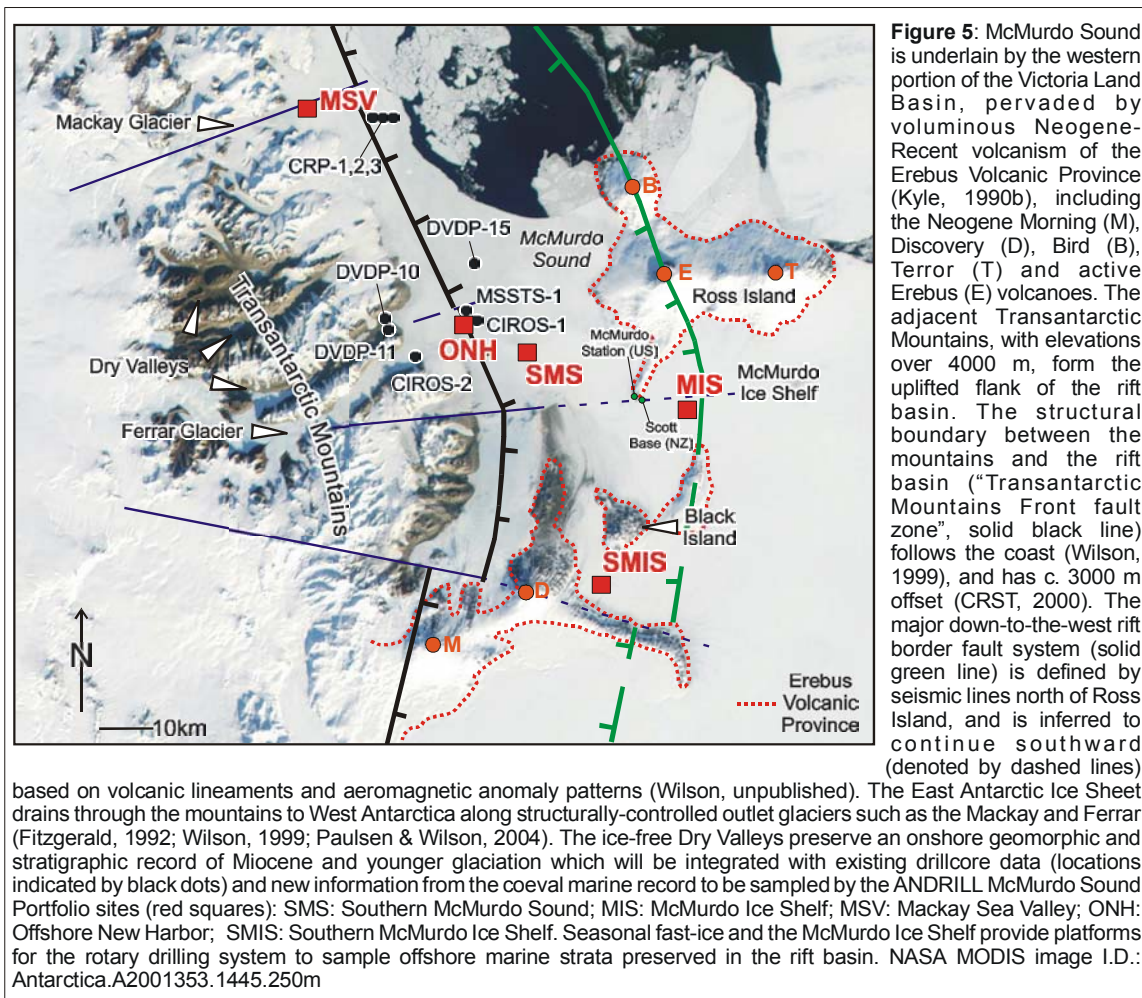 MSV
Mackay Glacier
CRP-1,2,3
B
DVDP-15
McMurdo
Sound
DVDP-10
E
T
Ross Island
MSSTS-1
CIROS-1
Transantarctic Mountains
Dry Valleys
DVDP-11
ONH
McMurdo
Station (US)
SMS
CIROS-2
MIS
McMurdo
Ice Shelf
Ferrar Glacier
Scott
Base (NZ)
Black
Island
SMIS
D
M
N
10km
Erebus
Volcanic
Province
Figure 5: McMurdo Sound
is underlain by the western
portion of the Victoria Land
Basin, pervaded by
voluminous Neogene-
Recent volcanism of the
Erebus Volcanic Province
(Kyle, 1990b), including
the Neogene Morning (M),
Discovery (D), Bird (B),
Terror (T) and active
Erebus (E) volcanoes. The
adjacent Transantarctic
Mountains, with elevations
over 4000 m, form the
uplifted flank of the rift
basin. The structural
boundary between the
mountains and the rift
basin (“Transantarctic
Mountains Front fault
zone”, solid black line)
follows the coast (Wilson,
1999), and has c. 3000 m
offset (CRST, 2000). The
major down-to-the-west rift
border fault system (solid
green line) is defined by
seismic lines north of Ross
Island, and is inferred to
continue southward
(denoted by dashed lines)
based on volcanic lineaments and aeromagnetic anomaly patterns (Wilson, unpublished). The East Antarctic Ice Sheet
drains through the mountains to West Antarctica along structurally-controlled outlet glaciers such as the Mackay and Ferrar
(Fitzgerald, 1992; Wilson, 1999; Paulsen & Wilson, 2004). The ice-free Dry Valleys preserve an onshore geomorphic and
stratigraphic record of Miocene and younger glaciation which will be integrated with existing drillcore data (locations
indicated by black dots) and new information from the coeval marine record to be sampled by the ANDRILL McMurdo Sound
Portfolio sites (red squares): SMS: Southern McMurdo Sound; MIS: McMurdo Ice Shelf; MSV: Mackay Sea Valley; ONH:
Offshore New Harbor; SMIS: Southern McMurdo Ice Shelf. Seasonal fast-ice and the McMurdo Ice Shelf provide platforms
for the rotary drilling system to sample offshore marine strata preserved in the rift basin. NASA MODIS image I.D.:
Antarctica.A2001353.1445.250m